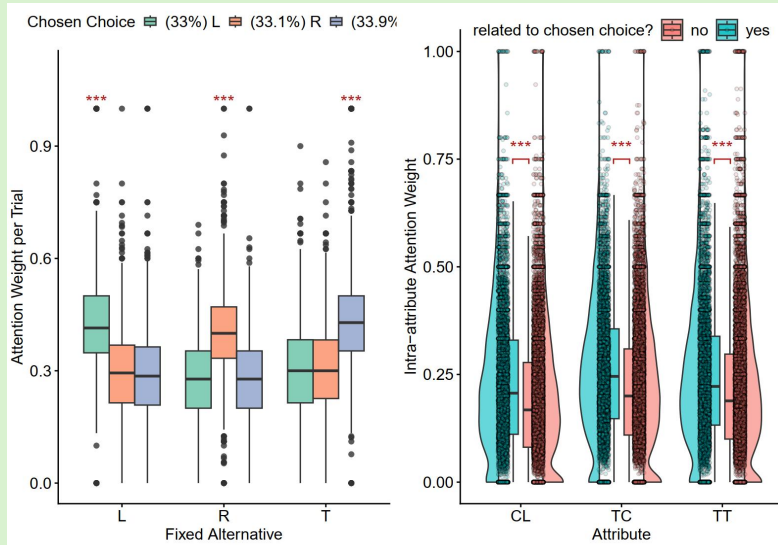 Chosen Choice (33%) L (33.1%) R (33.9%
***
***
***
0.9
0.6
0.3
0.0
Attention Weight per Trial
L R T
Fixed Alternative
related to chosen choice? no yes
1.00
0.75
0.50
0.25
0.00
***
***
***
Intra-attribute Attention Weight
CL TC TT
Attribute